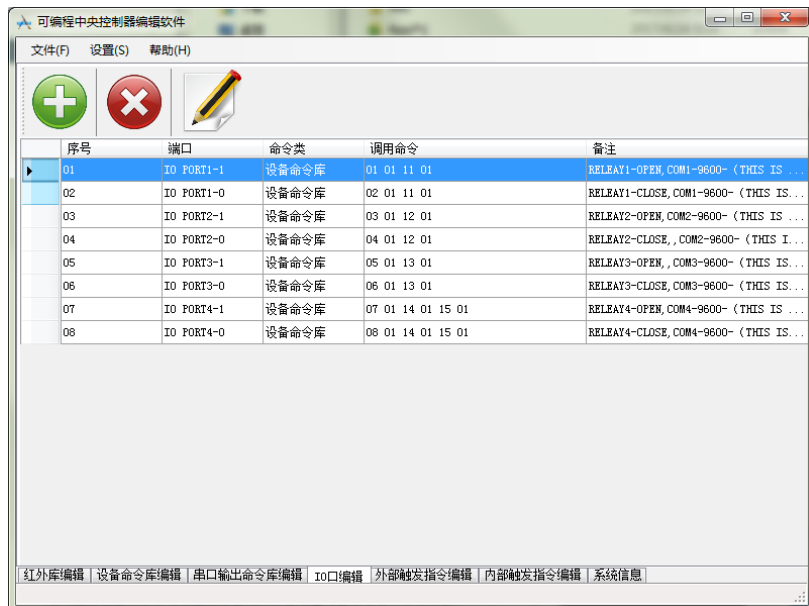 可编程中央控制器编辑软件
文件(F) 设置(S) 帮助(H)
序号 端口 命令类 调用命令 备注
01 IO PORT1-1 设备命令库 01 01 11 01 RELEAY1-OPEN,COM1-9600- (THIS IS ...
02 IO PORT1-0 设备命令库 02 01 11 01 RELEAY1-CLOSE,COM1-9600- (THIS IS...
03 IO PORT2-1 设备命令库 03 01 12 01 RELEAY2-OPEN,COM2-9600- (THIS IS ...
04 IO PORT2-0 设备命令库 04 01 12 01 RELEAY2-CLOSE,,COM2-9600- (THIS I...
05 IO PORT3-1 设备命令库 05 01 13 01 RELEAY3-OPEN,,COM3-9600- (THIS IS...
06 IO PORT3-0 设备命令库 06 01 13 01 RELEAY3-CLOSE,COM3-9600- (THIS IS...
07 IO PORT4-1 设备命令库 07 01 14 01 15 01 RELEAY4-OPEN,COM4-9600- (THIS IS ...
08 IO PORT4-0 设备命令库 08 01 14 01 15 01 RELEAY4-CLOSE,COM4-9600- (THIS IS...
红外库编辑 设备命令库编辑 串口输出命令库编辑 IO口编辑 外部触发指令编辑 内部触发指令编辑 系统信息